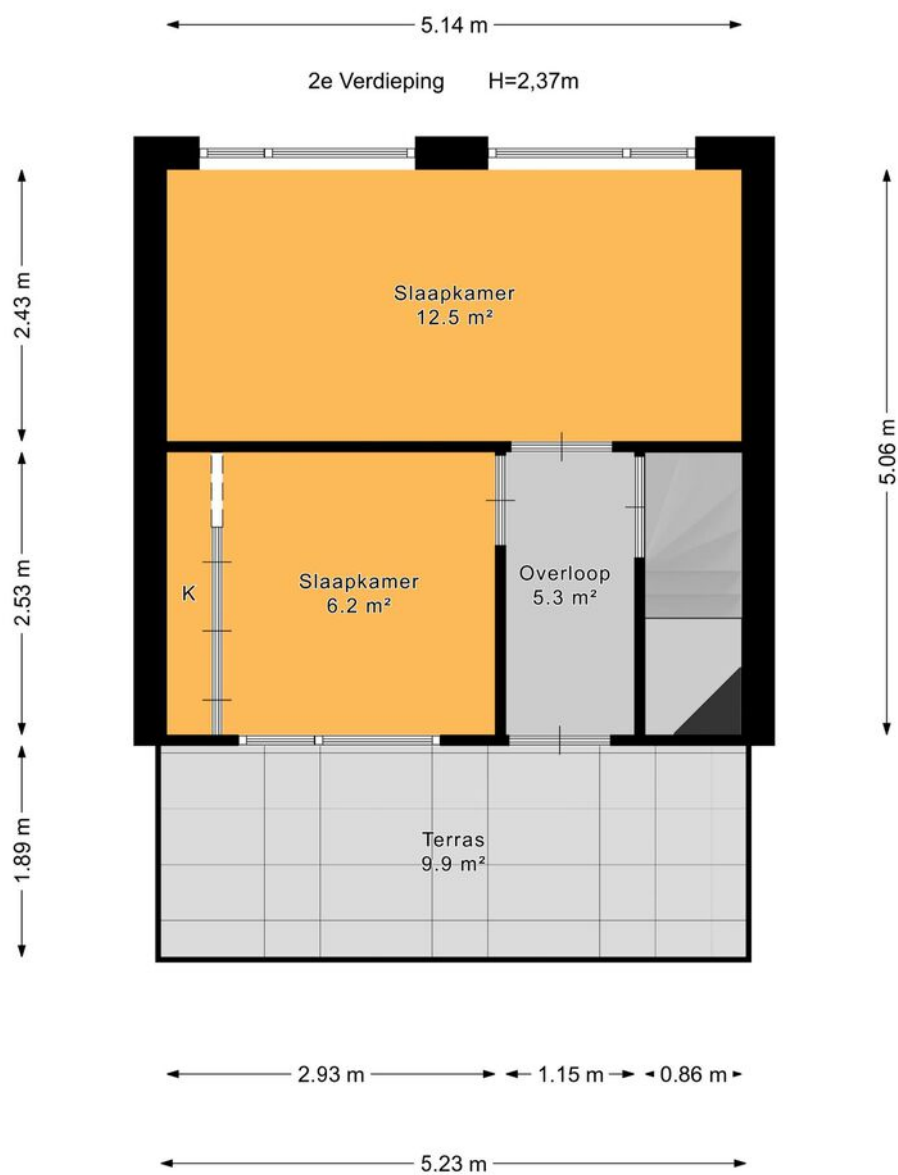 5.14 m
2e Verdieping H=2,37m
2.43 m
5.06 m
Slaapkamer
12.5 m²
2.53 m
K
Slaapkamer
6.2 m²
Overloop
5.3 m²
1.89 m
Terras
9.9 m²
2.93 m
1.15 m
0.86 m
5.23 m